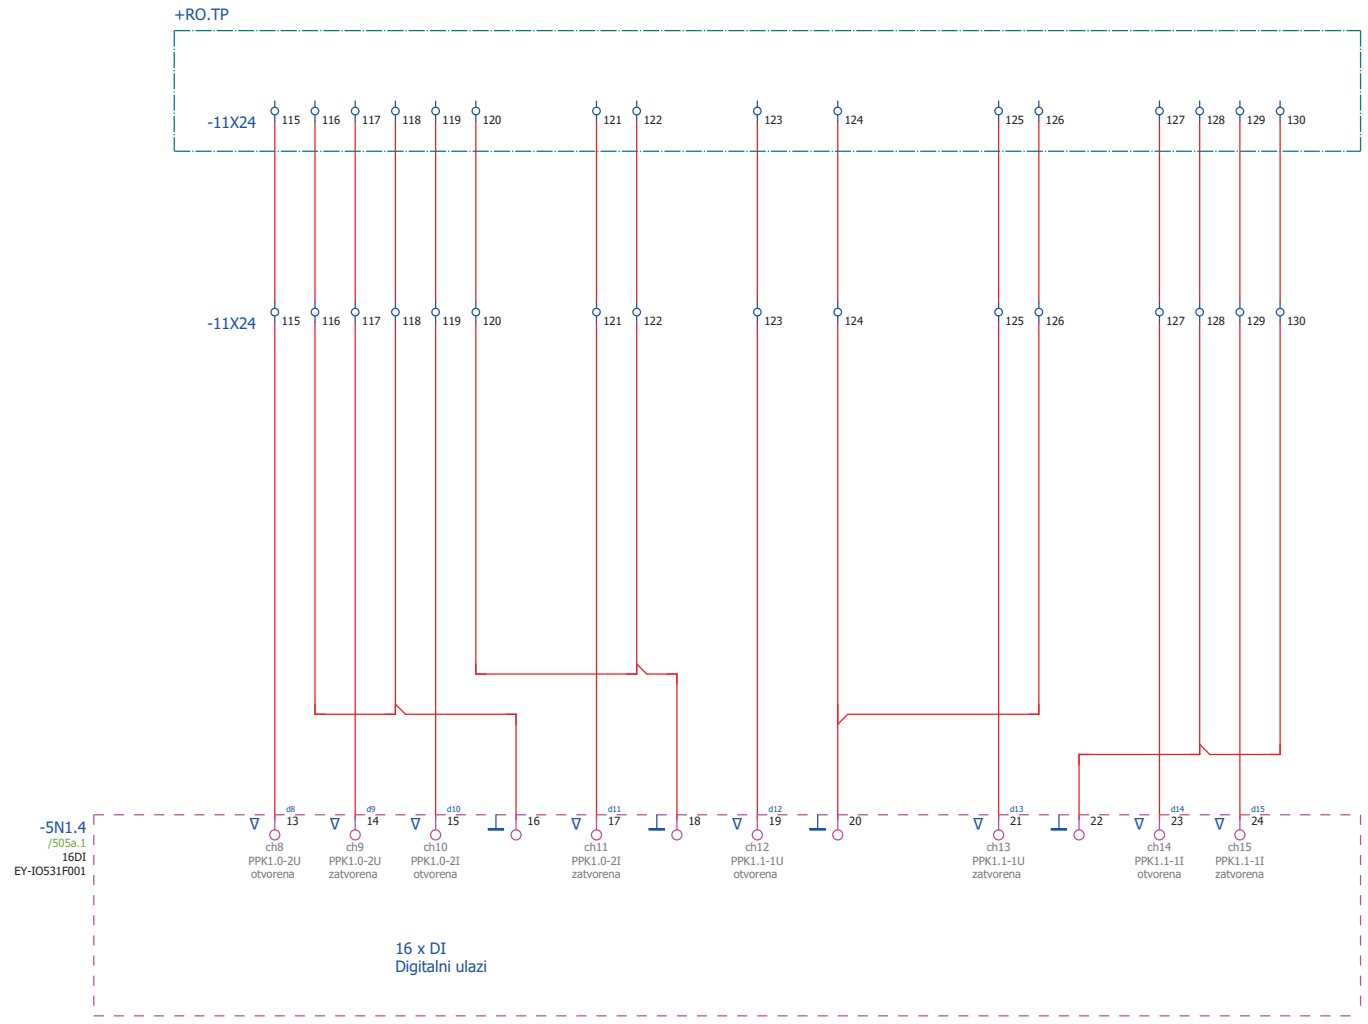 +RO.TP
-11X24 115 116 117 118 119 120 121 122 123 124 125 126 127 128 129 130
-11X24 115 116 117 118 119 120 121 122 123 124 125 126 127 128 129 130
d8 d9 d10 d11 d12 d13 d14 d15
-5N1.4 13 14 15 16 17 18 19 20 21 22 23 24
/505a.1 ch8 ch9 ch10 ch11 ch12 ch13 ch14 ch15
16DI PPK1.0-2U PPK1.0-2U PPK1.0-2I PPK1.0-2I PPK1.1-1U PPK1.1-1U PPK1.1-1I PPK1.1-1I
EY-IO531F001 otvorena zatvorena otvorena zatvorena otvorena zatvorena otvorena zatvorena
16 x DI
Digitalni ulazi